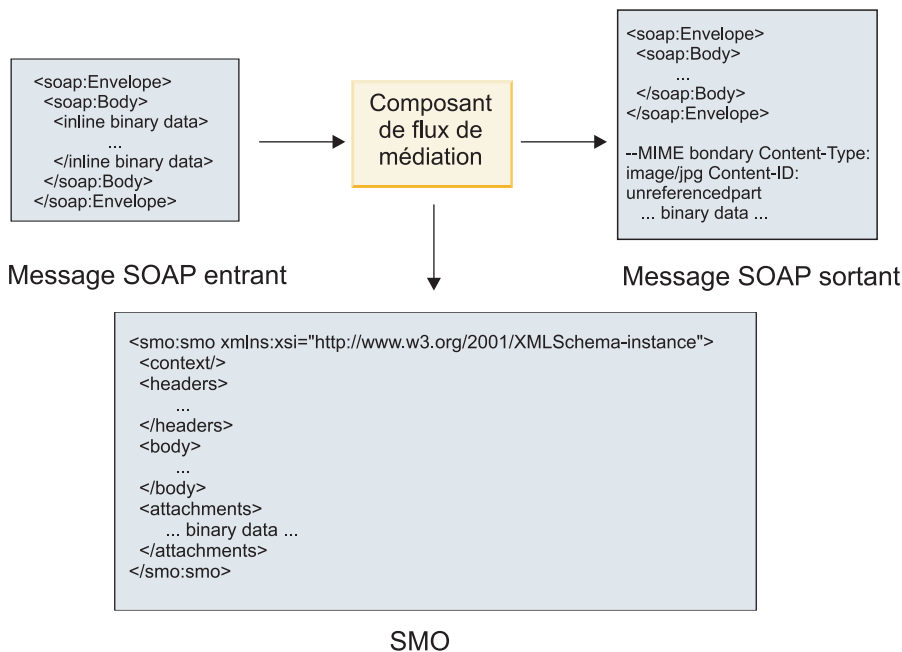 <soap:Envelope>
<soap:Body>
<inline binary data>
...
</inline binary data>
</soap:Body>
</soap:Envelope>
Message SOAP entrant
Composant
de flux de
médiation
<soap:Envelope>
<soap:Body>
...
</soap:Body>
</soap:Envelope>
--MIME bondary Content-Type:
image/jpg Content-ID:
unreferencedpart
... binary data ...
Message SOAP sortant
<smo:smo xmlns:xsi="http://www.w3.org/2001/XMLSchema-instance">
<context/>
<headers>
...
</headers>
<body>
...
</body>
<attachments>
... binary data ...
</attachments>
</smo:smo>
SMO